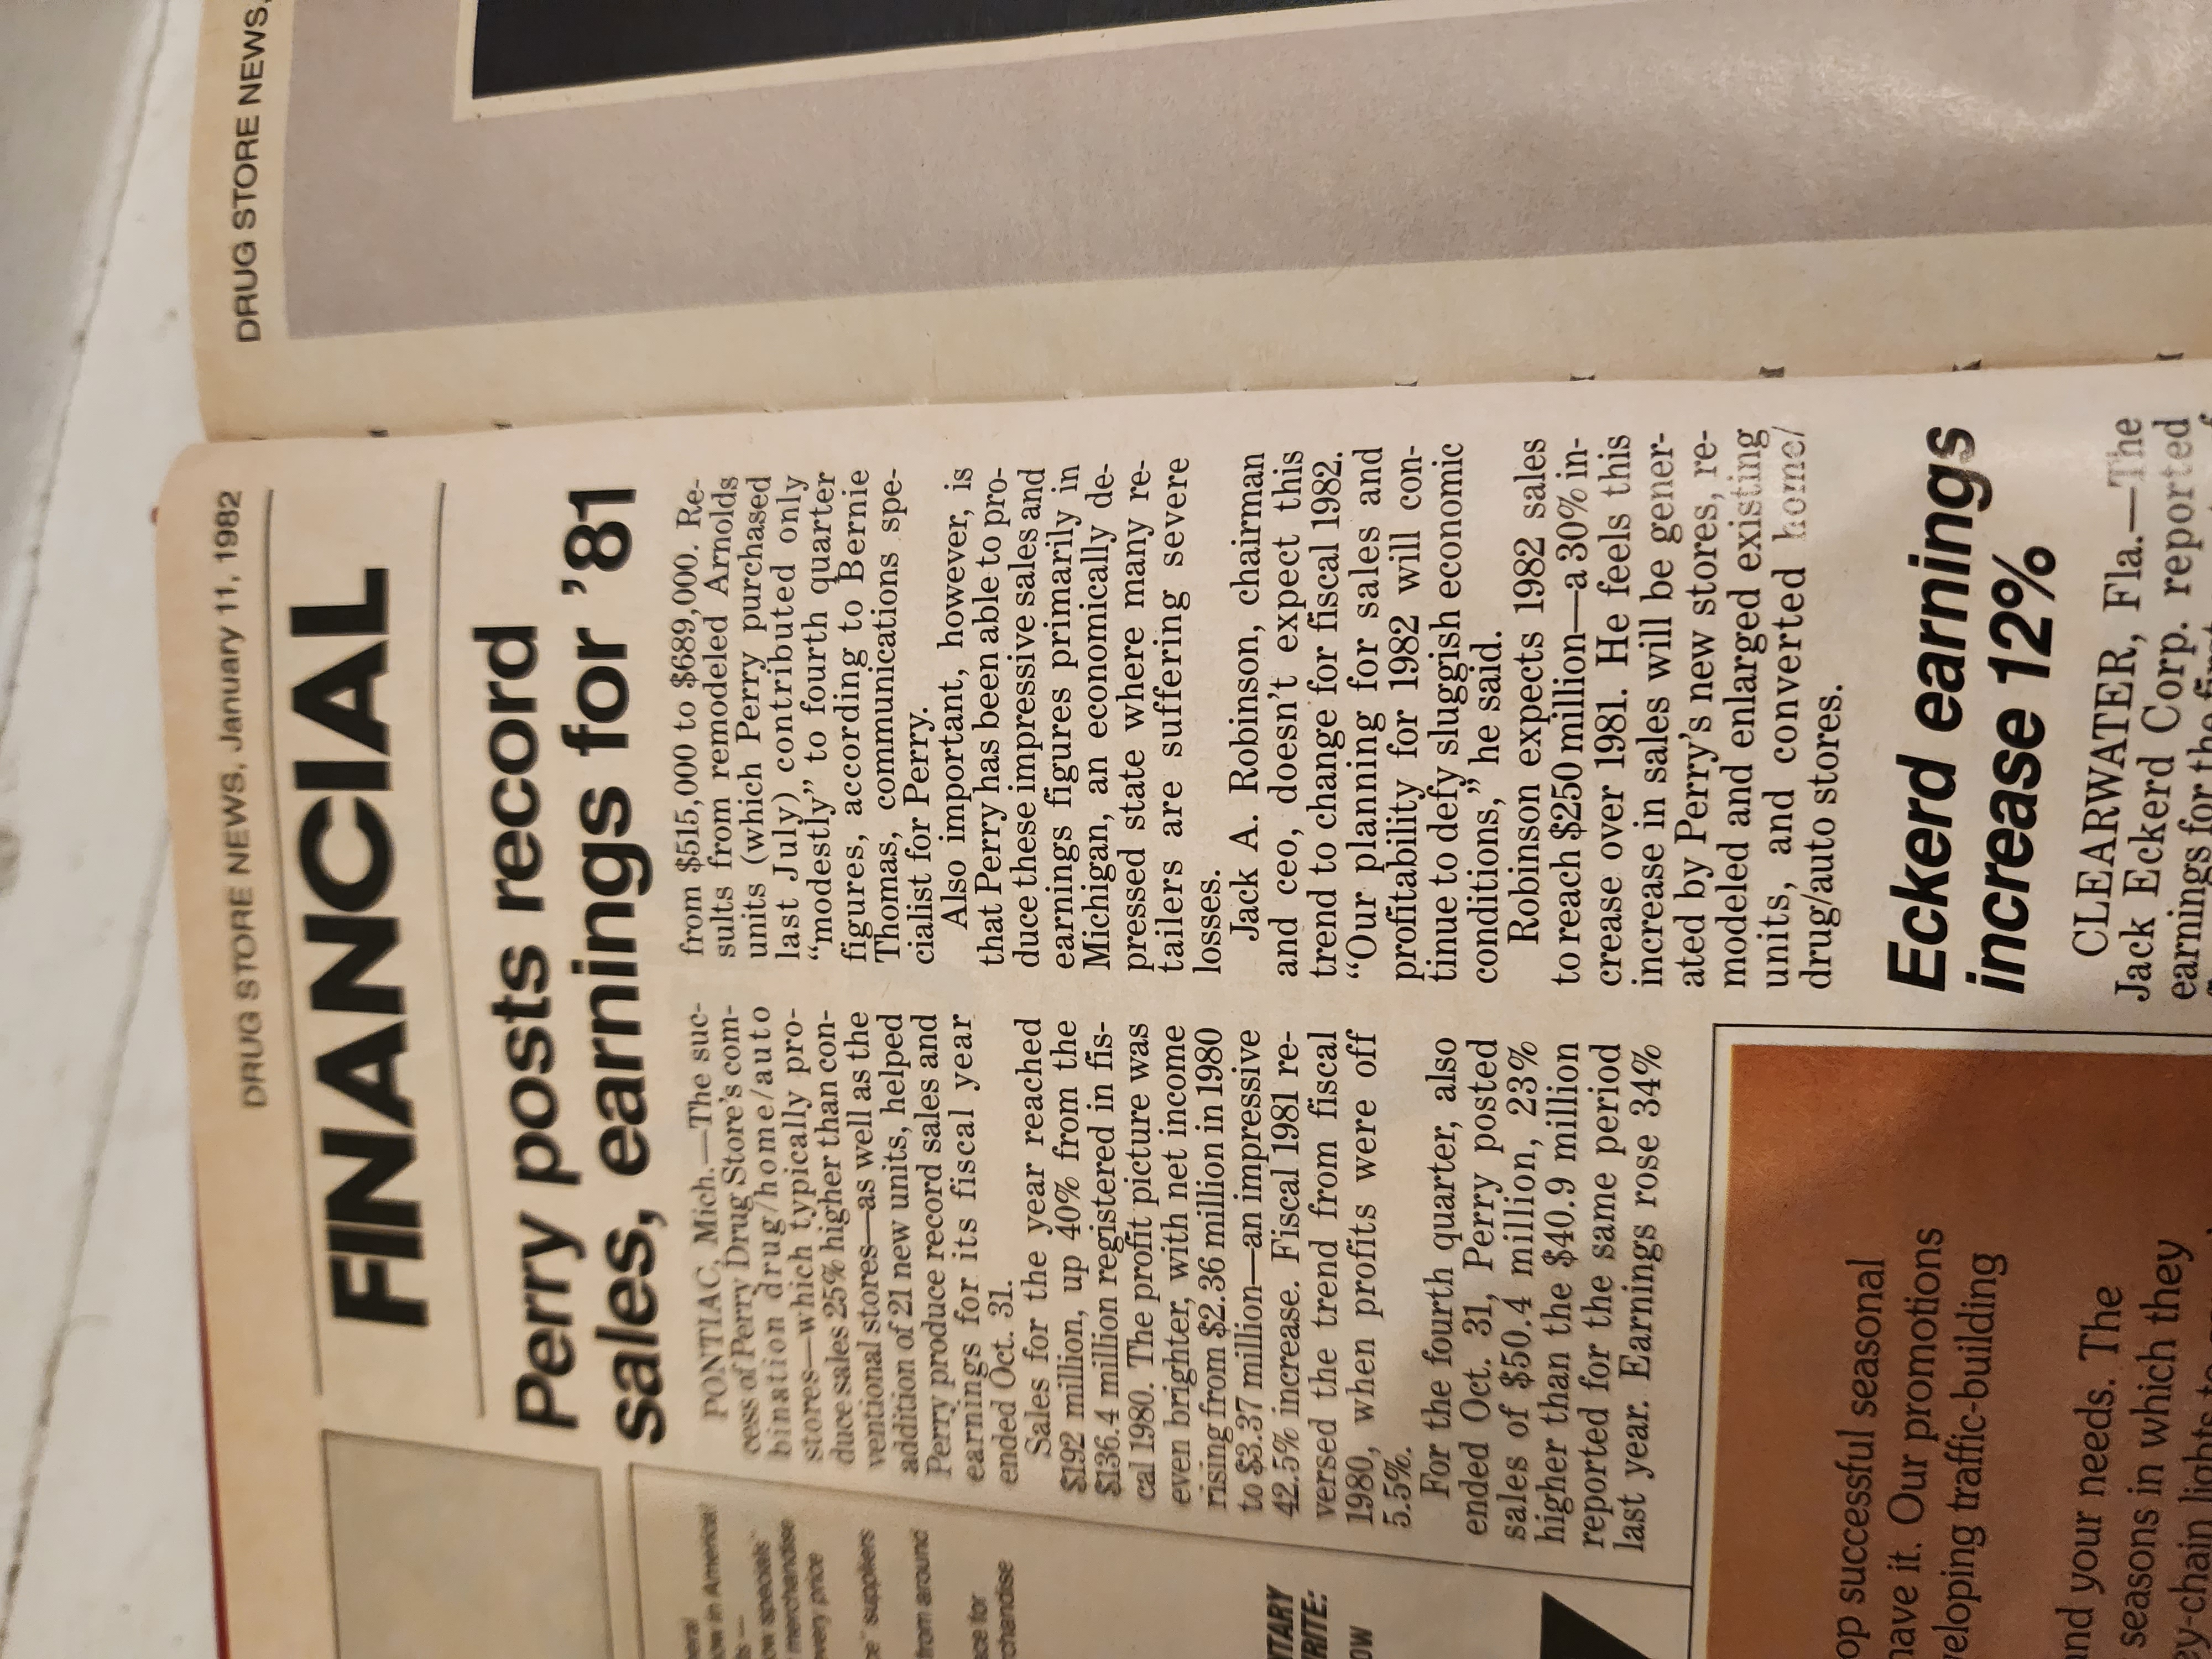 DRUG STORE NEWS, January 11, 1982
FINANCIAL
Perry posts record
sales, earnings for '81
PONTIAC, Mich.—The suc-
cess of Perry Drug Store's com-
bination drug/home/auto
stores—which typically pro-
duce sales 25% higher than con-
ventional stores—as well as the
addition of 21 new units, helped
Perry produce record sales and
earnings for its fiscal year
ended Oct. 31.
Sales for the year reached
$192 million, up 40% from the
$136.4 million registered in fis-
cal 1980. The profit picture was
even brighter, with net income
rising from $2.36 million in 1980
to $3.37 million—an impressive
42.5% increase. Fiscal 1981 re-
versed the trend from fiscal
1980, when profits were off
5.5%.
For the fourth quarter, also
ended Oct. 31, Perry posted
sales of $50.4 million, 23%
higher than the $40.9 million
reported for the same period
last year. Earnings rose 34%
from $515,000 to $689,000. Re-
sults from remodeled Arnolds
units (which Perry purchased
last July) contributed only
“modestly” to fourth quarter
figures, according to Bernie
Thomas, communications spe-
cialist for Perry.
Also important, however, is
that Perry has been able to pro-
duce these impressive sales and
earnings figures primarily in
Michigan, an economically de-
pressed state where many re-
tailers are suffering severe
losses.
Jack A. Robinson, chairman
and ceo, doesn't expect this
trend to change for fiscal 1982.
“Our planning for sales and
profitability for 1982 will con-
tinue to defy sluggish economic
conditions,” he said.
Robinson expects 1982 sales
to reach $250 million—a 30% in-
crease over 1981. He feels this
increase in sales will be gener-
ated by Perry's new stores, re-
modeled and enlarged existing
units, and converted home/
drug/auto stores.
Eckerd earnings
increase 12%
CLEARWATER, Fla.—The
Jack Eckerd Corp. reported
earnings for the
now in America!
merchandise
very price
suppliers
from around
chandise
op successful seasonal
have it. Our promotions
veloping traffic-building
and your needs. The
seasons in which they
DRUG STORE NEWS,